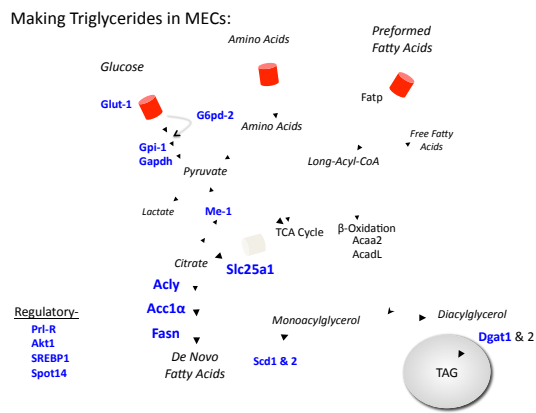 Making Triglycerides in MECs:
Amino Acids
Preformed
Fatty Acids
Glucose
Glut-1
G6pd-2
Fatp
Amino Acids
Free Fatty
Acids
Gpi-1
Gapdh
Pyruvate
Long-Acyl-CoA
Lactate
Me-1
TCA Cycle
β-Oxidation
Acaa2
AcadL
Citrate
Slc25a1
Acly
Acc1α
Fasn
De Novo
Fatty Acids
Regulatory-
Prl-R
Akt1
SREBP1
Spot14
Monoacylglycerol
Scd1 & 2
Diacylglycerol
Dgat1 & 2
TAG